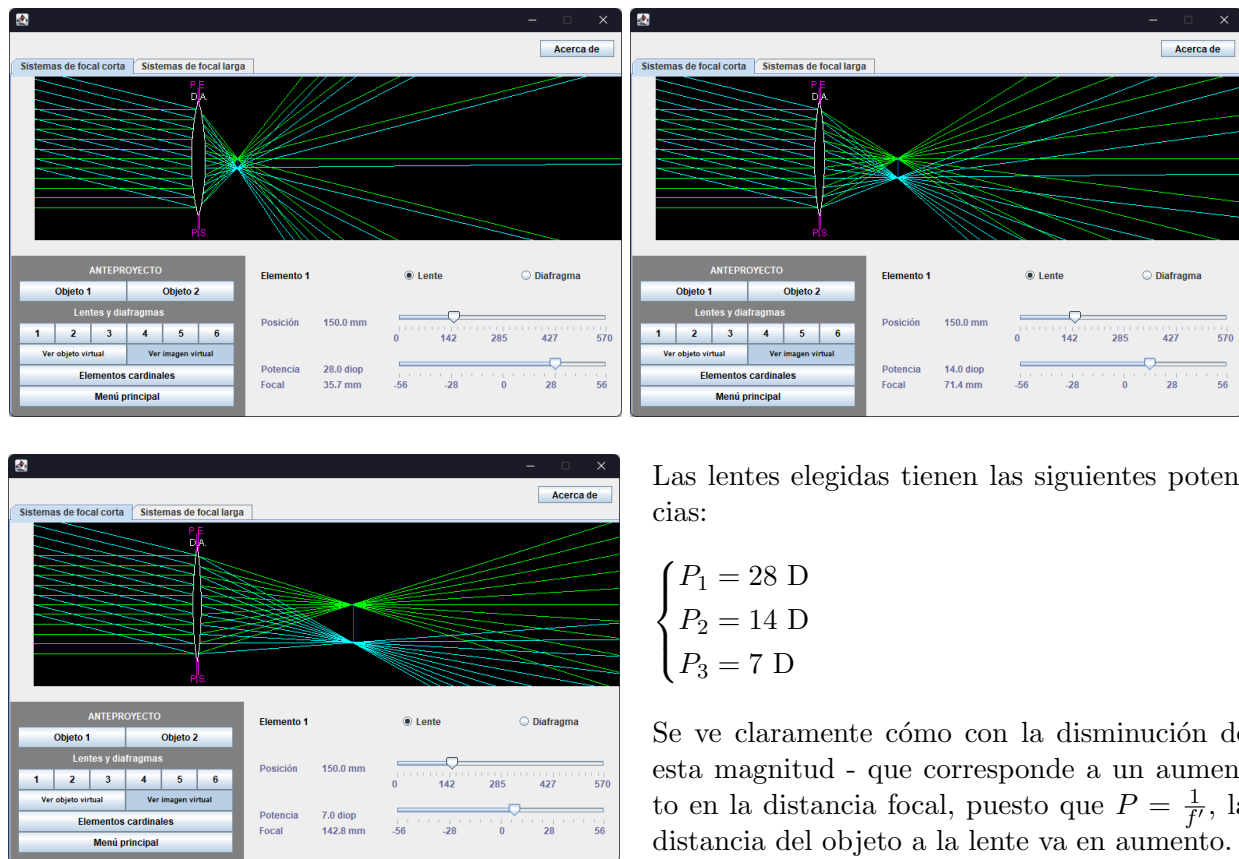 Acerca de
Sistemas de focal corta Sistemas de focal larga
P.E.
D.A.
P.S.
ANTEPROYECTO
Objeto 1 Objeto 2
Lentes y diafragmas
1 2 3 4 5 6
Ver objeto virtual Ver imagen virtual
Elementos cardinales
Menú principal
Elemento 1 Lente Diafragma
Posición 150.0 mm
0 142 285 427 570
Potencia 28.0 diop
Focal 35.7 mm -56 -28 0 28 56
Acerca de
Sistemas de focal corta Sistemas de focal larga
P.E.
D.A.
P.S.
ANTEPROYECTO
Objeto 1 Objeto 2
Lentes y diafragmas
1 2 3 4 5 6
Ver objeto virtual Ver imagen virtual
Elementos cardinales
Menú principal
Elemento 1 Lente Diafragma
Posición 150.0 mm
0 142 285 427 570
Potencia 14.0 diop
Focal 71.4 mm -56 -28 0 28 56
Acerca de
Sistemas de focal corta Sistemas de focal larga
P.E.
D.A.
P.S.
ANTEPROYECTO
Objeto 1 Objeto 2
Lentes y diafragmas
1 2 3 4 5 6
Ver objeto virtual Ver imagen virtual
Elementos cardinales
Menú principal
Elemento 1 Lente Diafragma
Posición 150.0 mm
0 142 285 427 570
Potencia 7.0 diop
Focal 142.8 mm -56 -28 0 28 56
Las lentes elegidas tienen las siguientes poten
cias:
P₁ = 28 D
P₂ = 14 D
P₃ = 7 D
Se ve claramente cómo con la disminución de
esta magnitud - que corresponde a un aumen
to en la distancia focal, puesto que P = 1/f′, la
distancia del objeto a la lente va en aumento.